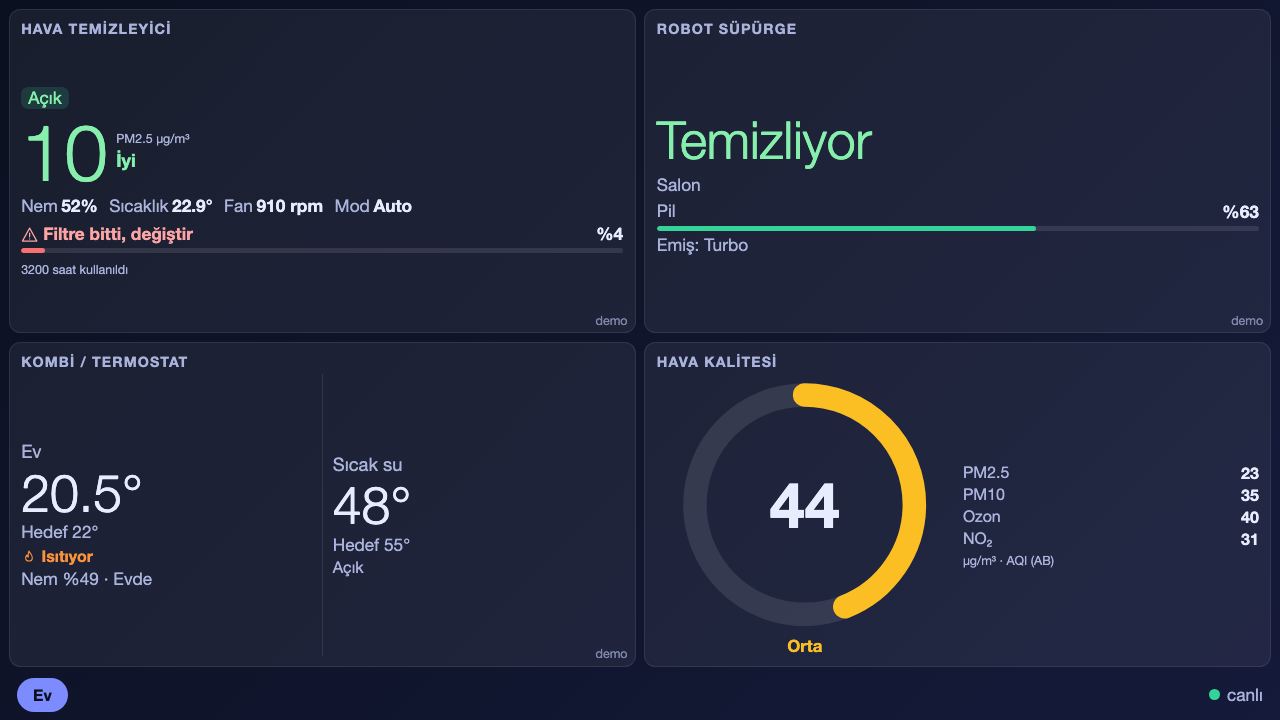 HAVA TEMİZLEYİCİ
Açık
10
PM2.5 µg/m³
İyi
Nem 52% Sıcaklık 22.9° Fan 910 rpm Mod Auto
Filtre bitti, değiştir %4
3200 saat kullanıldı
demo
ROBOT SÜPÜRGE
Temizliyor
Salon
Pil %63
Emiş: Turbo
demo
KOMBİ / TERMOSTAT
Ev
20.5°
Hedef 22°
Isıtıyor
Nem %49 · Evde
Sıcak su
48°
Hedef 55°
Açık
demo
HAVA KALİTESİ
44
Orta
PM2.5 23
PM10 35
Ozon 40
NO₂ 31
µg/m³ · AQI (AB)
Ev
canlı